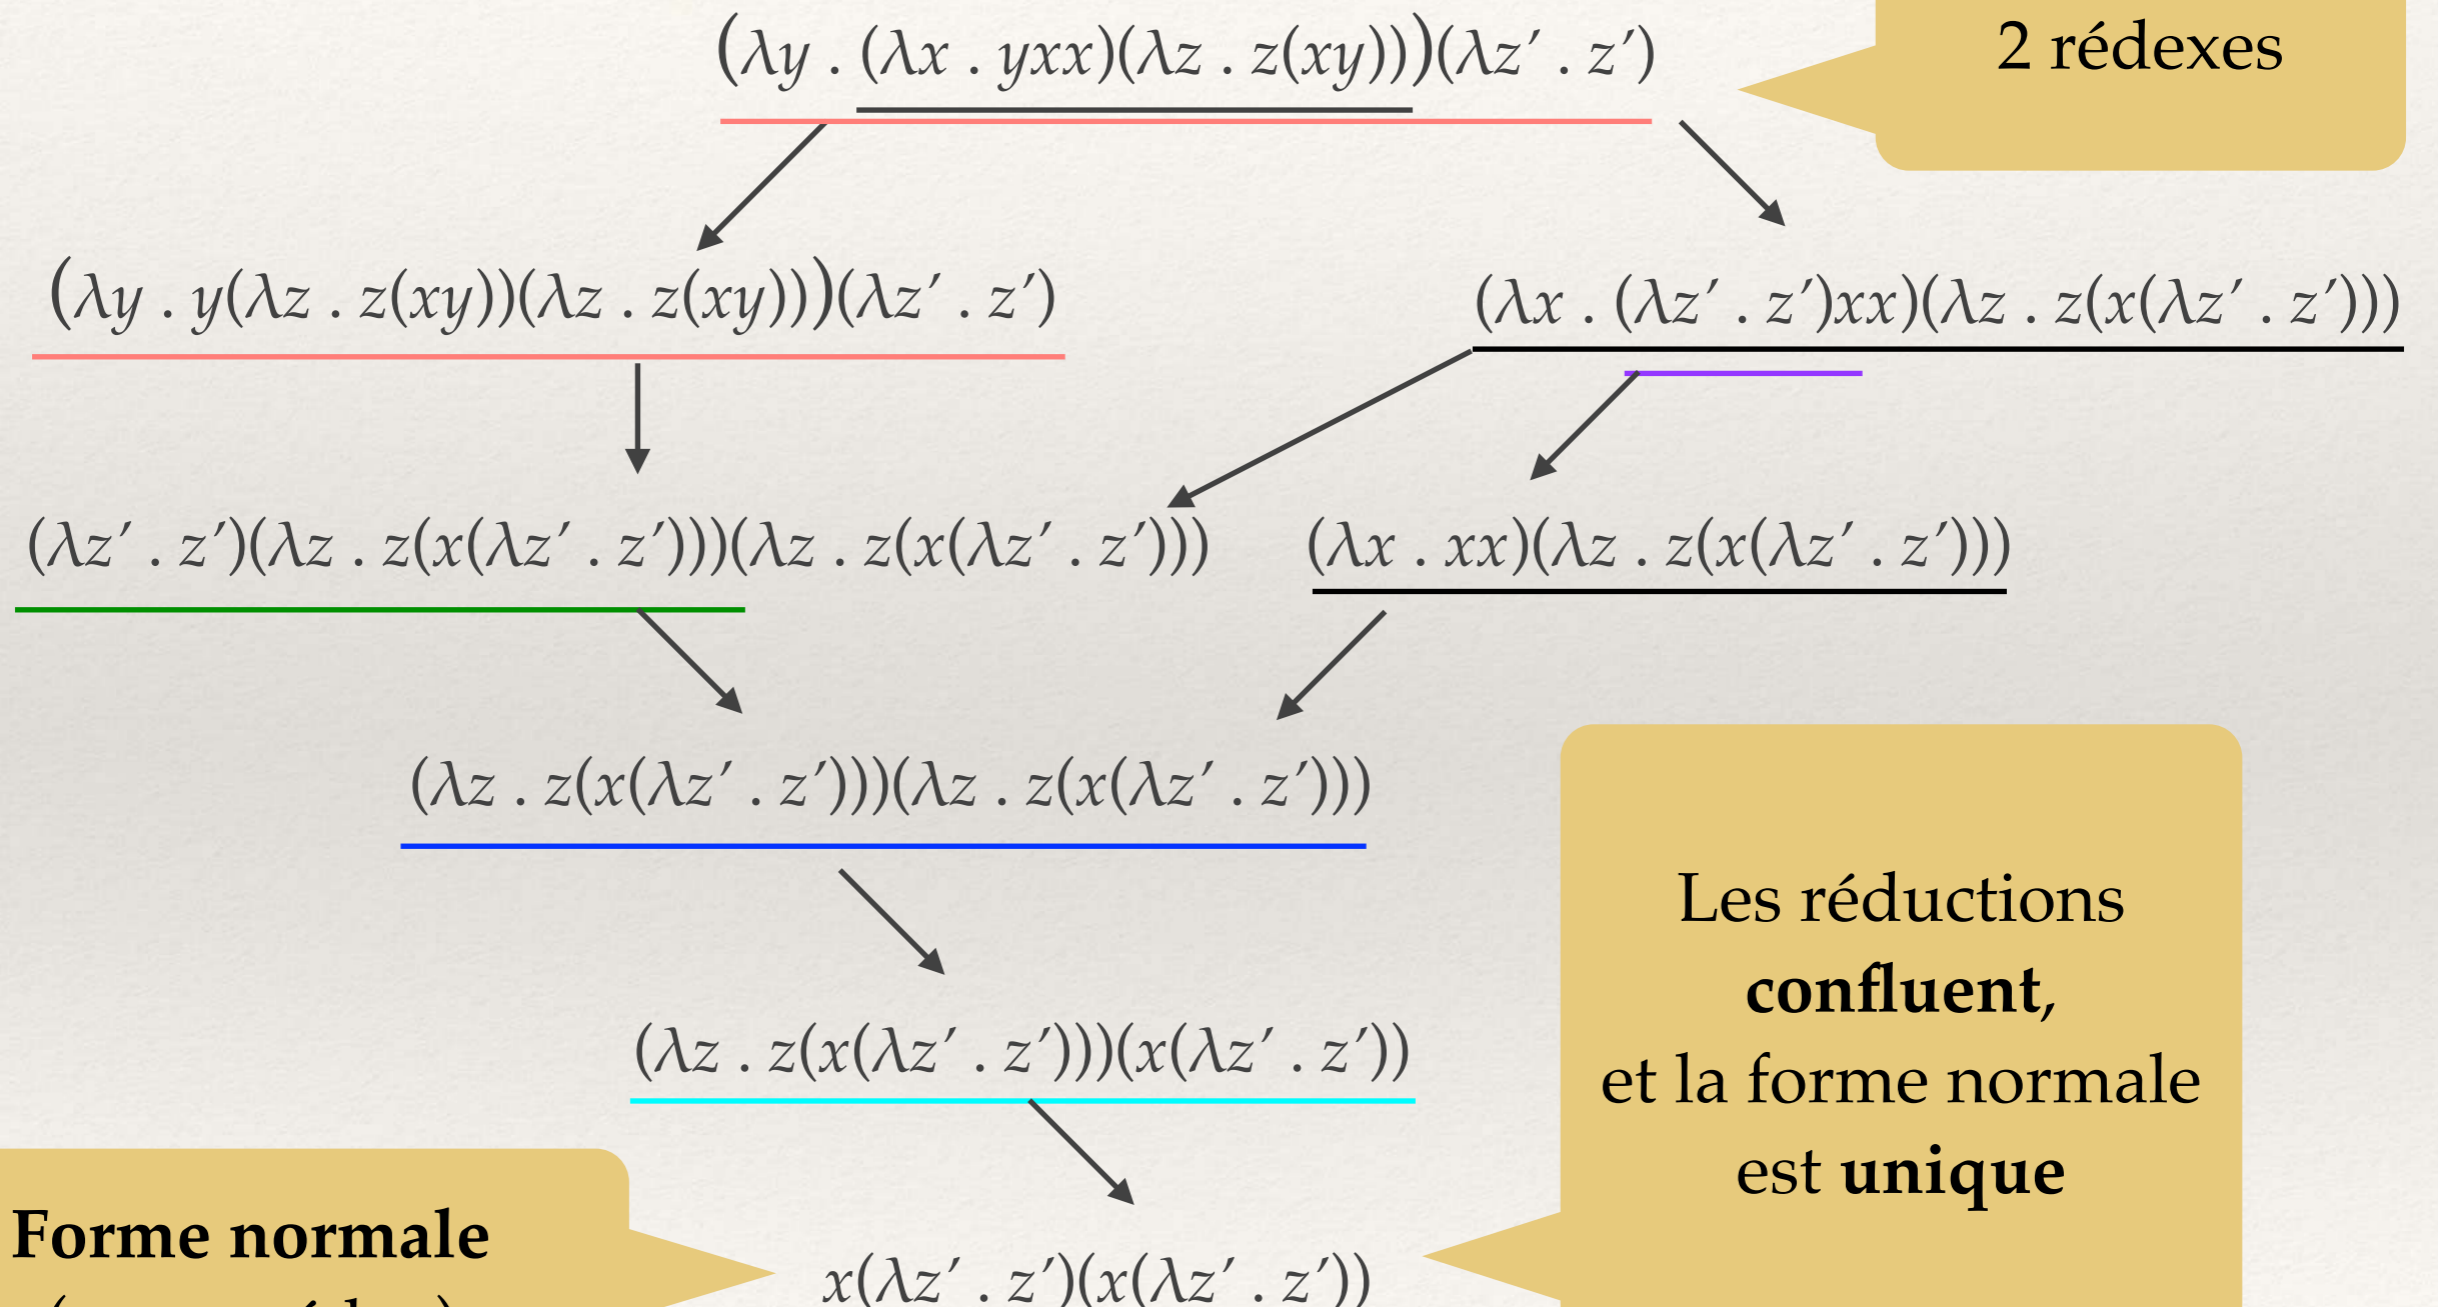 (λy . (λx . yxx)(λz . z(xy)))(λz′ . z′)
2 rédexes
(λy . y(λz . z(xy))(λz . z(xy)))(λz′ . z′)
(λx . (λz′ . z′)xx)(λz . z(x(λz′ . z′)))
(λz′ . z′)(λz . z(x(λz′ . z′)))(λz . z(x(λz′ . z′)))
(λx . xx)(λz . z(x(λz′ . z′)))
(λz . z(x(λz′ . z′)))(λz . z(x(λz′ . z′)))
(λz . z(x(λz′ . z′)))(x(λz′ . z′))
Les réductions
confluent,
et la forme normale
est unique
Forme normale
x(λz′ . z′)(x(λz′ . z′))